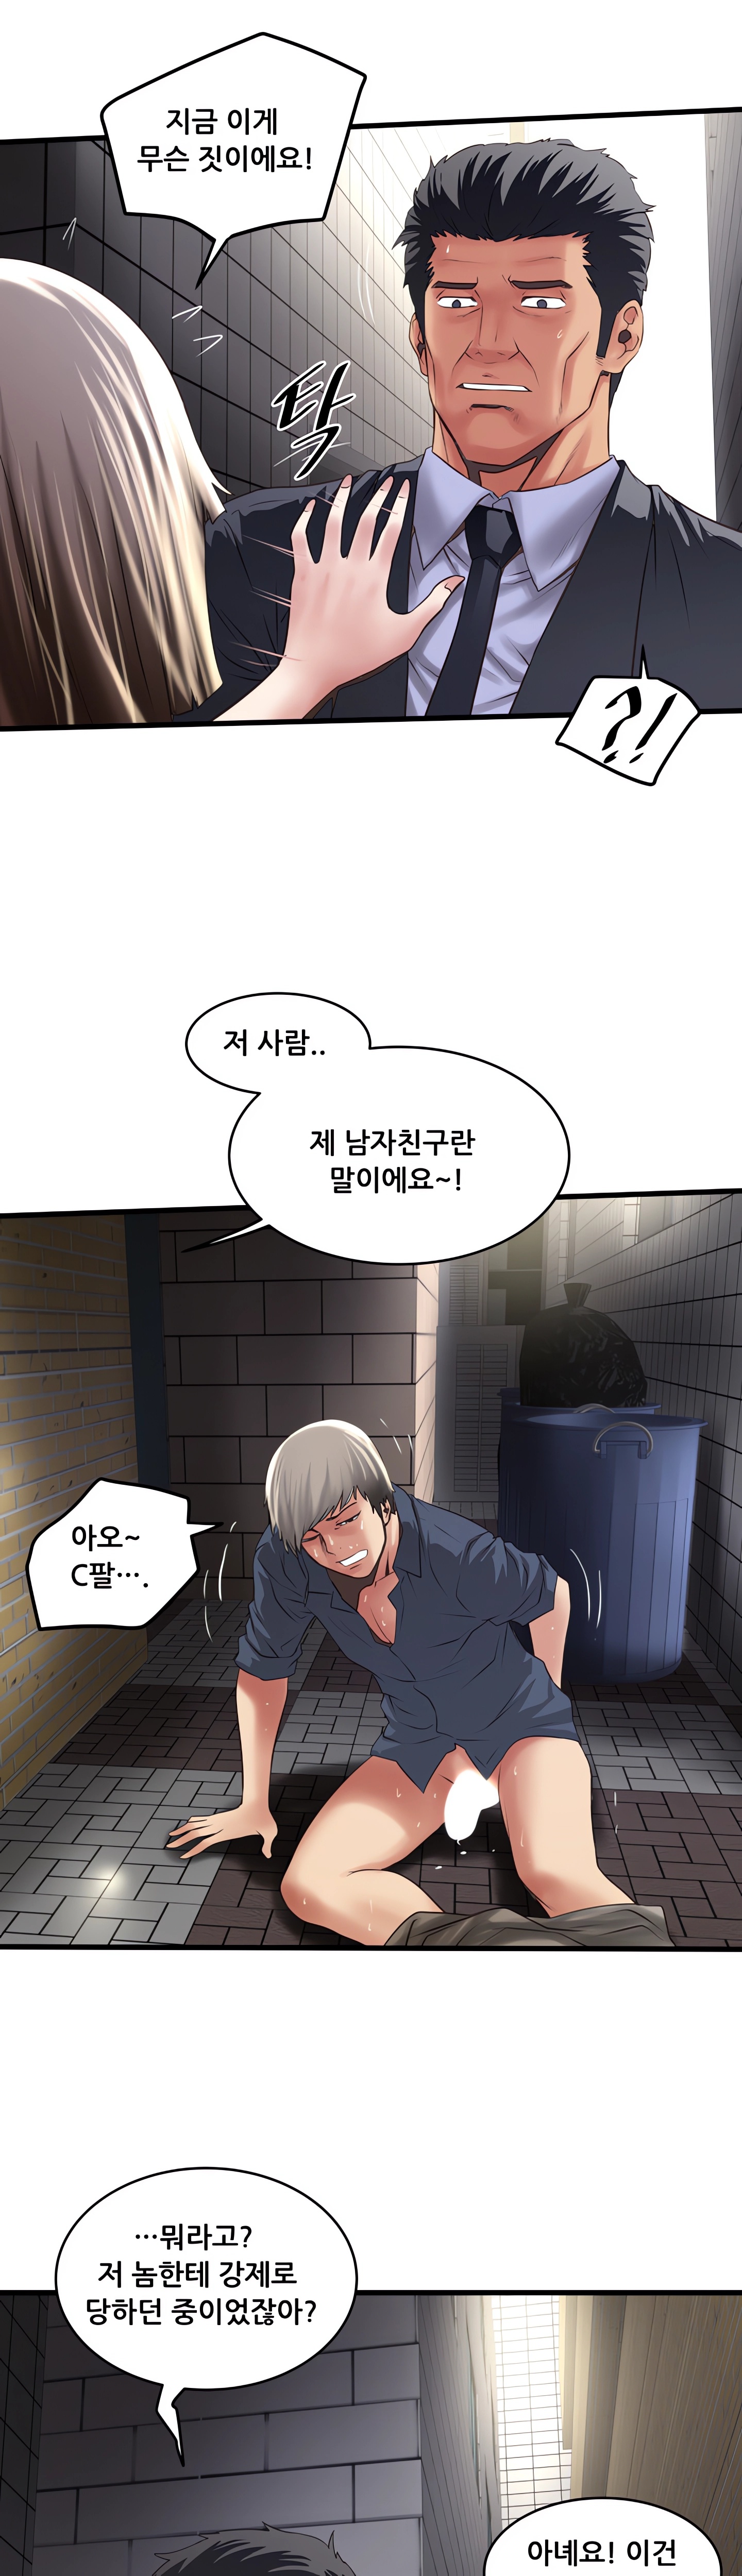 지금 이게
무슨 짓이에요!
탁
?!
저 사람..
제 남자친구란
말이에요~!
아오~
C팔···.
···뭐라고?
저 놈한테 강제로
당하던 중이었잖아?
아녜요! 이건